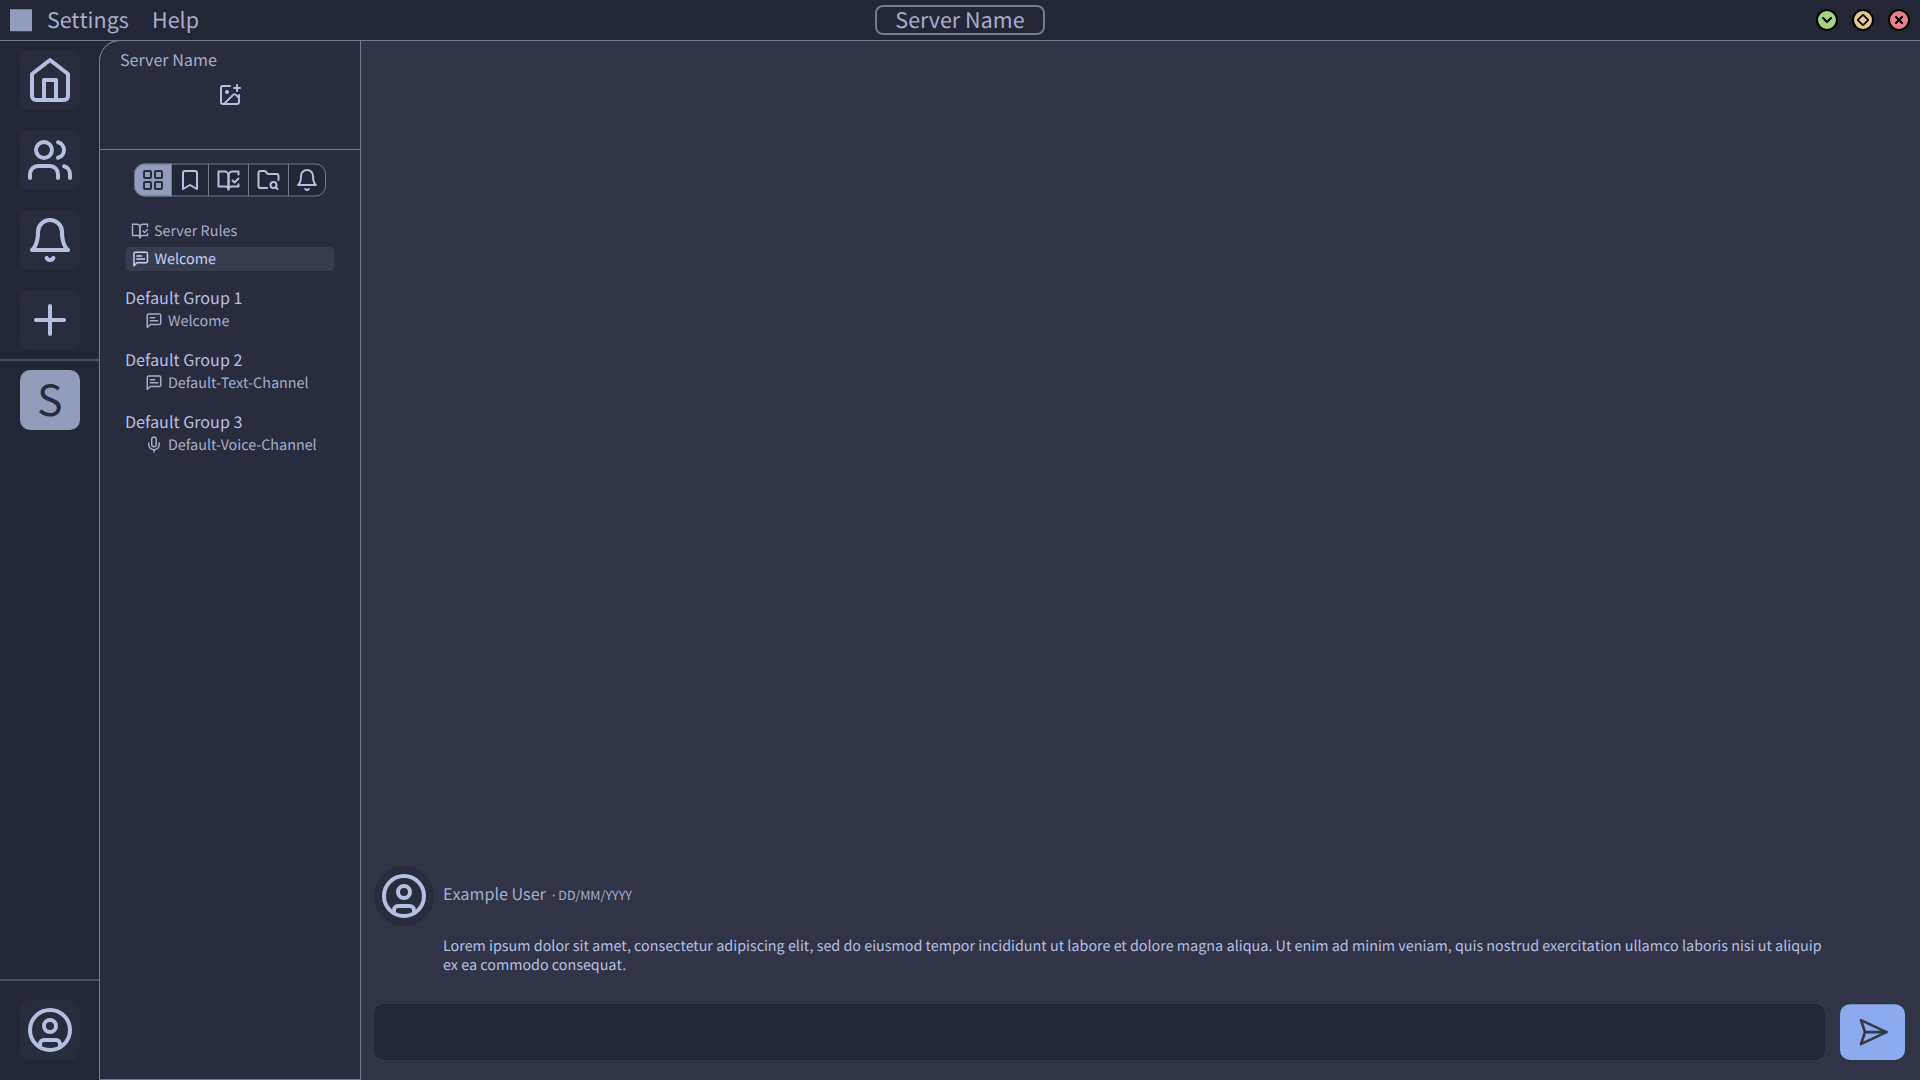 Settings Help
Server Name
Server Name
Server Rules
Welcome
Default Group 1
Welcome
Default Group 2
Default-Text-Channel
S
Default Group 3
Default-Voice-Channel
Example User · DD/MM/YYYY
Lorem ipsum dolor sit amet, consectetur adipiscing elit, sed do eiusmod tempor incididunt ut labore et dolore magna aliqua. Ut enim ad minim veniam, quis nostrud exercitation ullamco laboris nisi ut aliquip
ex ea commodo consequat.